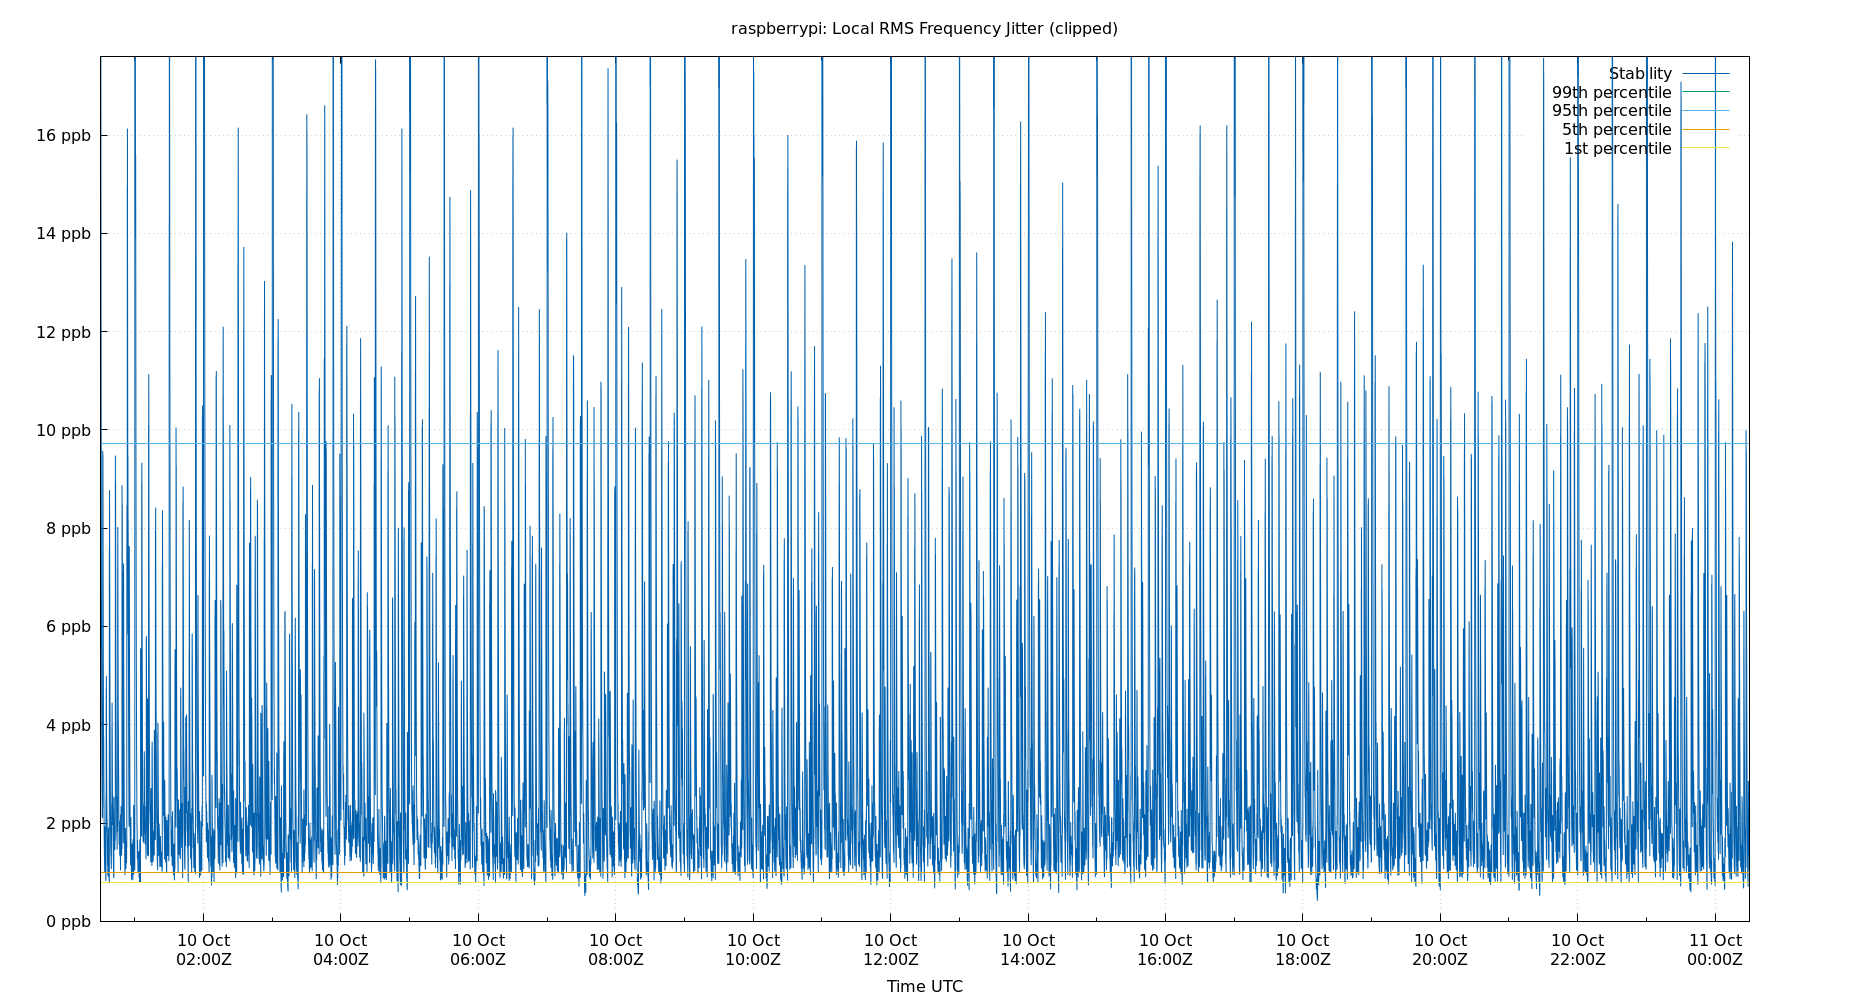 raspberrypi: Local RMS Frequency Jitter (clipped)
Stability
99th percentile
95th percentile
5th percentile
1st percentile
16 ppb
14 ppb
12 ppb
10 ppb
8 ppb
6 ppb
4 ppb
2 ppb
0 ppb
10 Oct 10 Oct 10 Oct 10 Oct 10 Oct 10 Oct 10 Oct 10 Oct 10 Oct 10 Oct 10 Oct 11 Oct
02:00Z 04:00Z 06:00Z 08:00Z 10:00Z 12:00Z 14:00Z 16:00Z 18:00Z 20:00Z 22:00Z 00:00Z
Time UTC